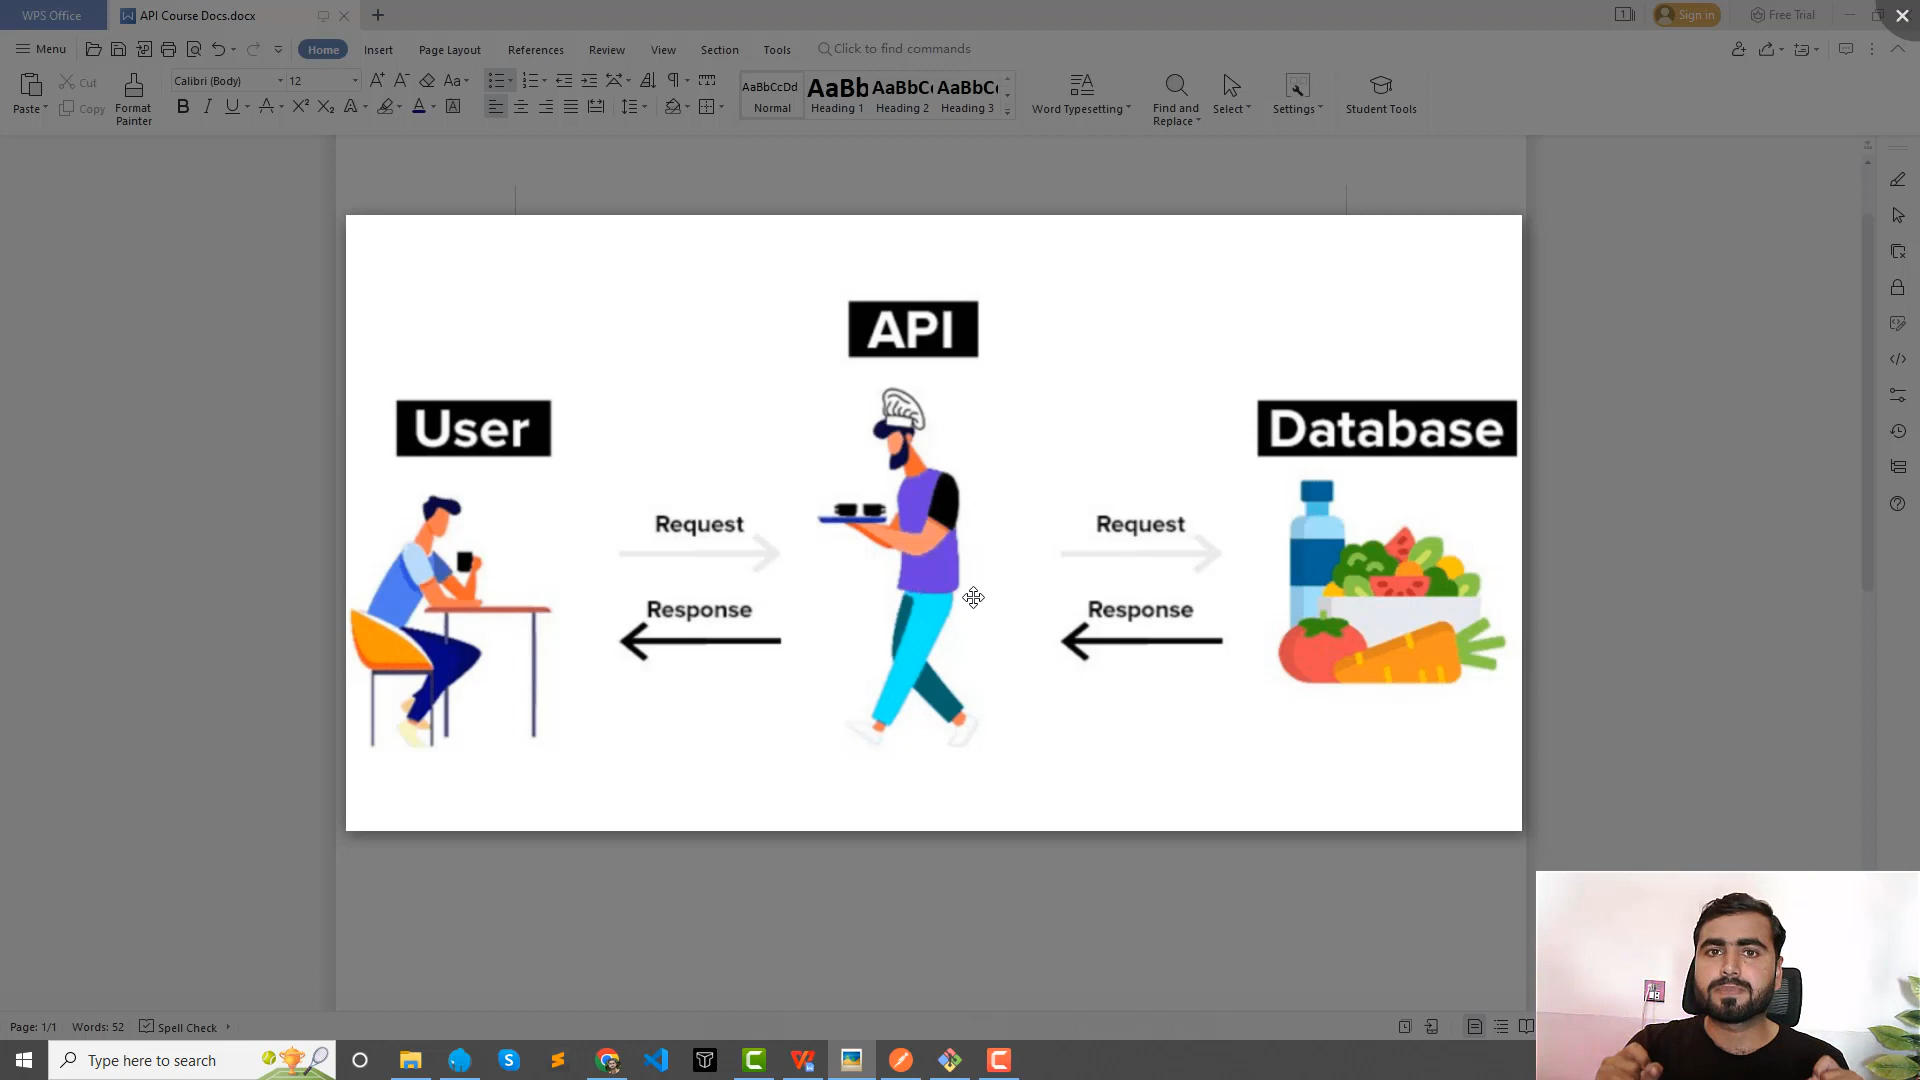 WPS Office
API Course Docs.docx
Sign in
Free Trial
Menu
Home
Insert
Page Layout
References
Review
View
Section
Tools
Click to find commands
Paste
Cut
Copy
Format Painter
Calibri (Body)
12
AaBbCcDd
Normal
AaBb
Heading 1
AaBbC
Heading 2
AaBbC
Heading 3
Word Typesetting
Find and Replace
Select
Settings
Student Tools
API
User
Database
Request
Request
Response
Response
Page: 1/1
Words: 52
Spell Check
Type here to search